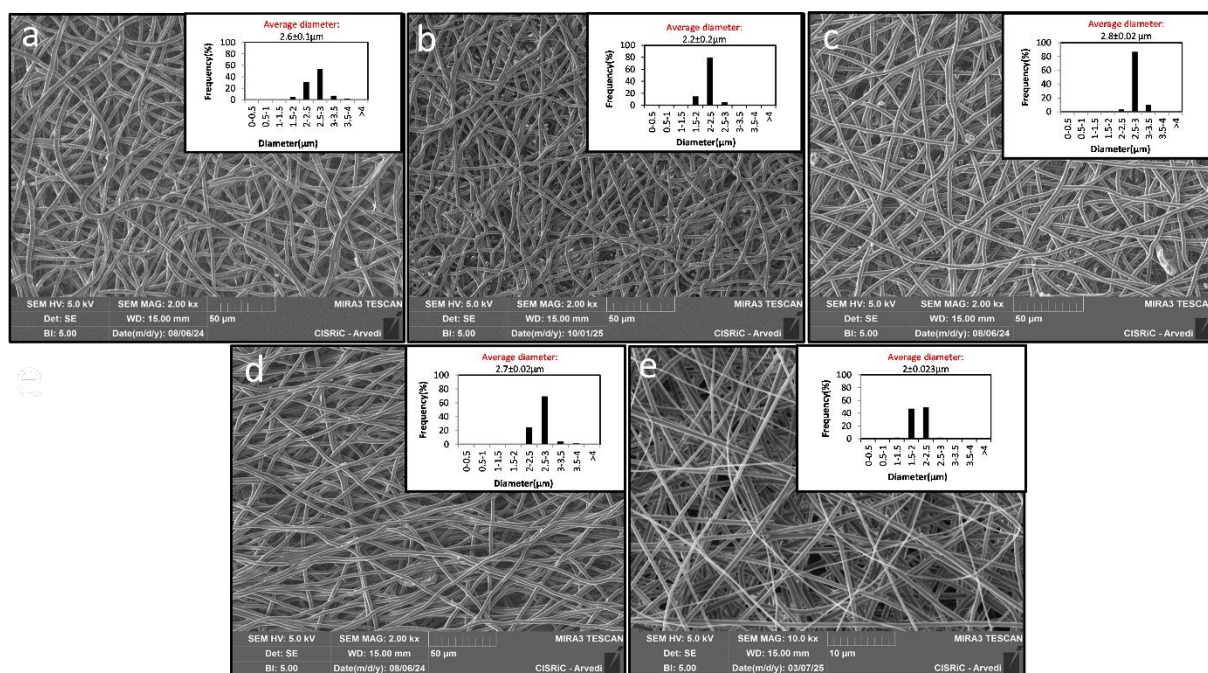 a
Average diameter:
2.6±0.1µm
Frequency(%)
100
80
60
40
20
0
0-0.5
0.5-1
1-1.5
1.5-2
2-2.5
2.5-3
3-3.5
3.5-4
>4
Diameter(µm)
SEM HV: 5.0 kV SEM MAG: 2.00 kx MIRA3 TESCAN
Det: SE WD: 15.00 mm 50 µm
BI: 5.00 Date(m/d/y): 08/06/24 CISRiC - Arvedi
b
Average diameter:
2.2±0.2µm
Frequency(%)
100
80
60
40
20
0
0-0.5
0.5-1
1-1.5
1.5-2
2-2.5
2.5-3
3-3.5
3.5-4
>4
Diameter(µm)
SEM HV: 5.0 kV SEM MAG: 2.00 kx MIRA3 TESCAN
Det: SE WD: 15.00 mm 50 µm
BI: 5.00 Date(m/d/y): 10/01/25 CISRiC - Arvedi
c
Average diameter:
2.8±0.02 µm
Frequency(%)
100
80
60
40
20
0
0-0.5
0.5-1
1-1.5
1.5-2
2-2.5
2.5-3
3-3.5
3.5-4
>4
Diameter(µm)
SEM HV: 5.0 kV SEM MAG: 2.00 kx MIRA3 TESCAN
Det: SE WD: 15.00 mm 50 µm
BI: 5.00 Date(m/d/y): 08/06/24 CISRiC - Arvedi
e
d
Average diameter:
2.7±0.02µm
Frequency(%)
100
80
60
40
20
0
0-0.5
0.5-1
1-1.5
1.5-2
2-2.5
2.5-3
3-3.5
3.5-4
>4
Diameter(µm)
SEM HV: 5.0 kV SEM MAG: 2.00 kx MIRA3 TESCAN
Det: SE WD: 15.00 mm 50 µm
BI: 5.00 Date(m/d/y): 08/06/24 CISRiC - Arvedi
e
Average diameter:
2±0.023µm
Frequency(%)
100
80
60
40
20
0
0-0.5
0.5-1
1-1.5
1.5-2
2-2.5
2.5-3
3-3.5
3.5-4
>4
Diameter(µm)
SEM HV: 5.0 kV SEM MAG: 10.0 kx MIRA3 TESCAN
Det: SE WD: 15.00 mm 10 µm
BI: 5.00 Date(m/d/y): 03/07/25 CISRiC - Arvedi